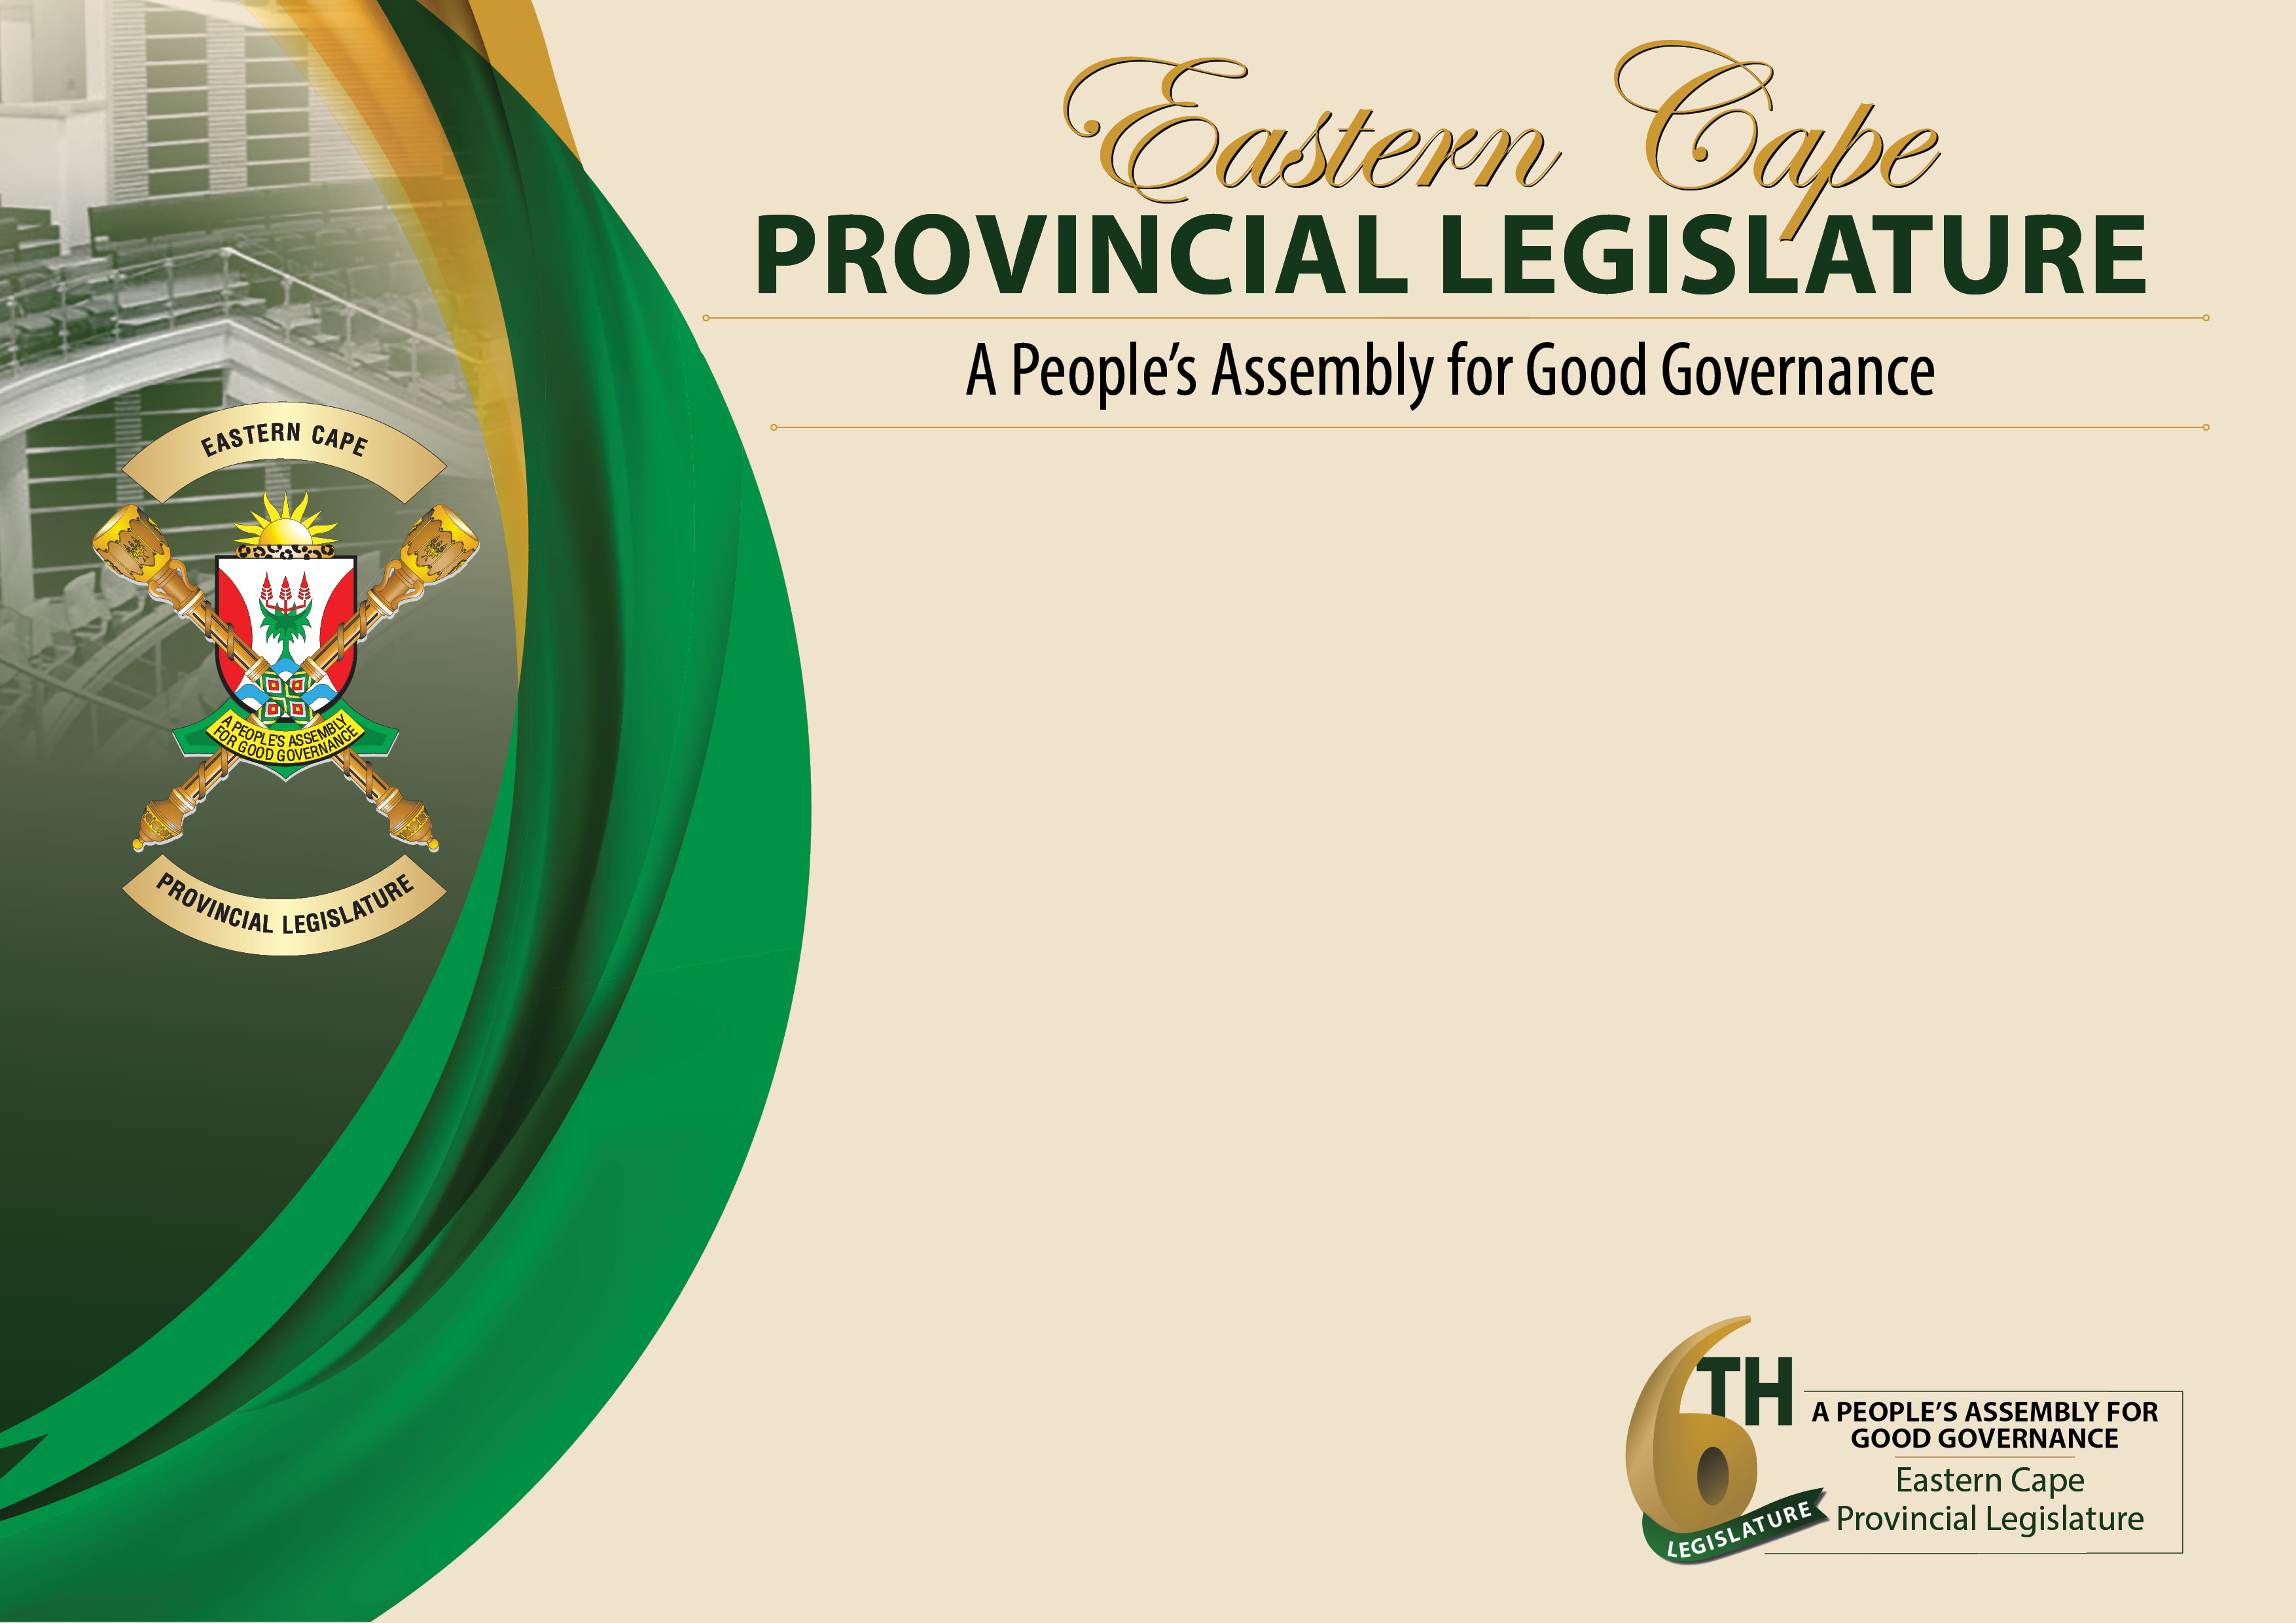 Eastern Cape
PROVINCIAL LEGISLATURE
A People’s Assembly for Good Governance
EASTERN CAPE
A PEOPLE'S ASSEMBLY
FOR GOOD GOVERNANCE
PROVINCIAL LEGISLATURE
6TH
LEGISLATURE
A PEOPLE’S ASSEMBLY FOR
GOOD GOVERNANCE
Eastern Cape
Provincial Legislature